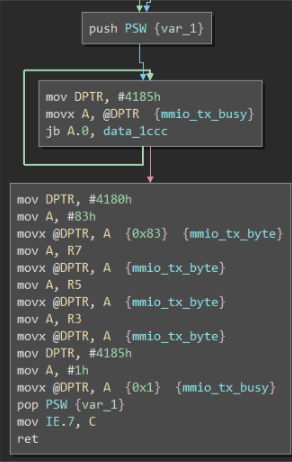 push PSW {var_1}
mov DPTR, #4185h
movx A, @DPTR {mmio_tx_busy}
jb A.0, data_1ccc
mov DPTR, #4180h
mov A, #83h
movx @DPTR, A {0x83} {mmio_tx_byte}
mov A, R7
movx @DPTR, A {mmio_tx_byte}
mov A, R5
movx @DPTR, A {mmio_tx_byte}
mov A, R3
movx @DPTR, A {mmio_tx_byte}
mov DPTR, #4185h
mov A, #1h
movx @DPTR, A {0x1} {mmio_tx_busy}
pop PSW {var_1}
mov IE.7, C
ret